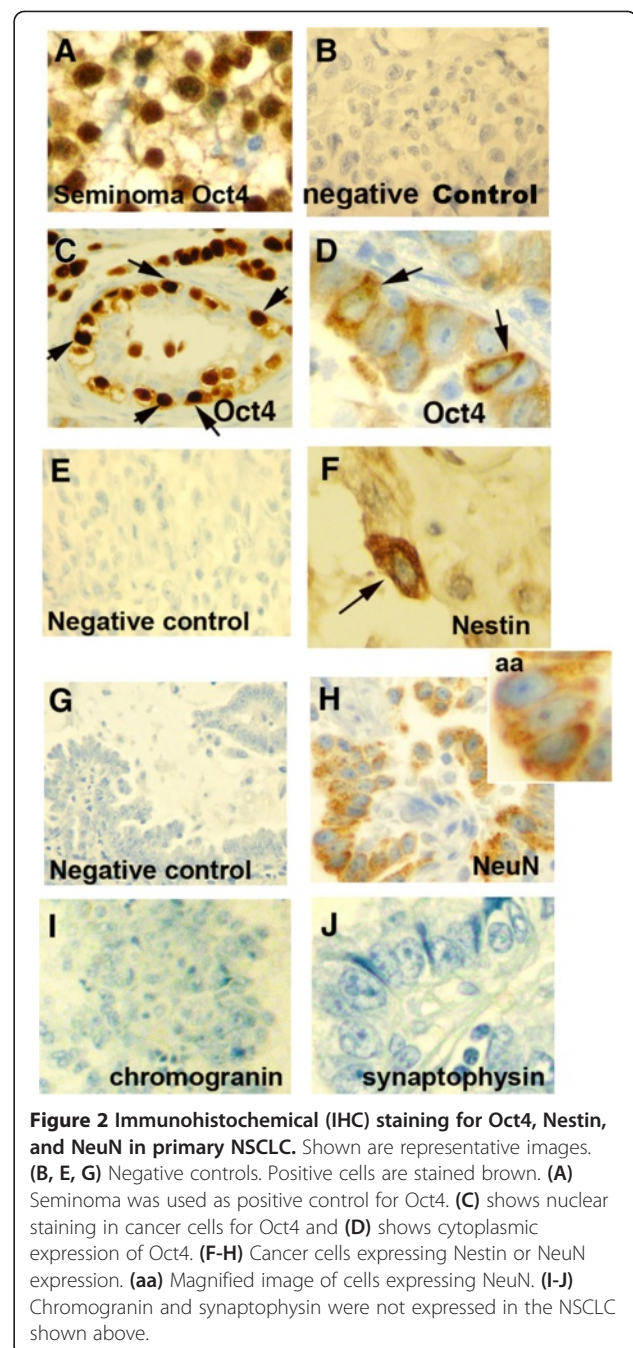 A
B
Seminoma Oct4
negative Control
C
D
Oct4
Oct4
E
F
Negative control
Nestin
aa
G
H
Negative control
NeuN
I
J
chromogranin
synaptophysin
Figure 2 Immunohistochemical (IHC) staining for Oct4, Nestin,
and NeuN in primary NSCLC. Shown are representative images.
(B, E, G) Negative controls. Positive cells are stained brown. (A)
Seminoma was used as positive control for Oct4. (C) shows nuclear
staining in cancer cells for Oct4 and (D) shows cytoplasmic
expression of Oct4. (F-H) Cancer cells expressing Nestin or NeuN
expression. (aa) Magnified image of cells expressing NeuN. (I-J)
Chromogranin and synaptophysin were not expressed in the NSCLC
shown above.